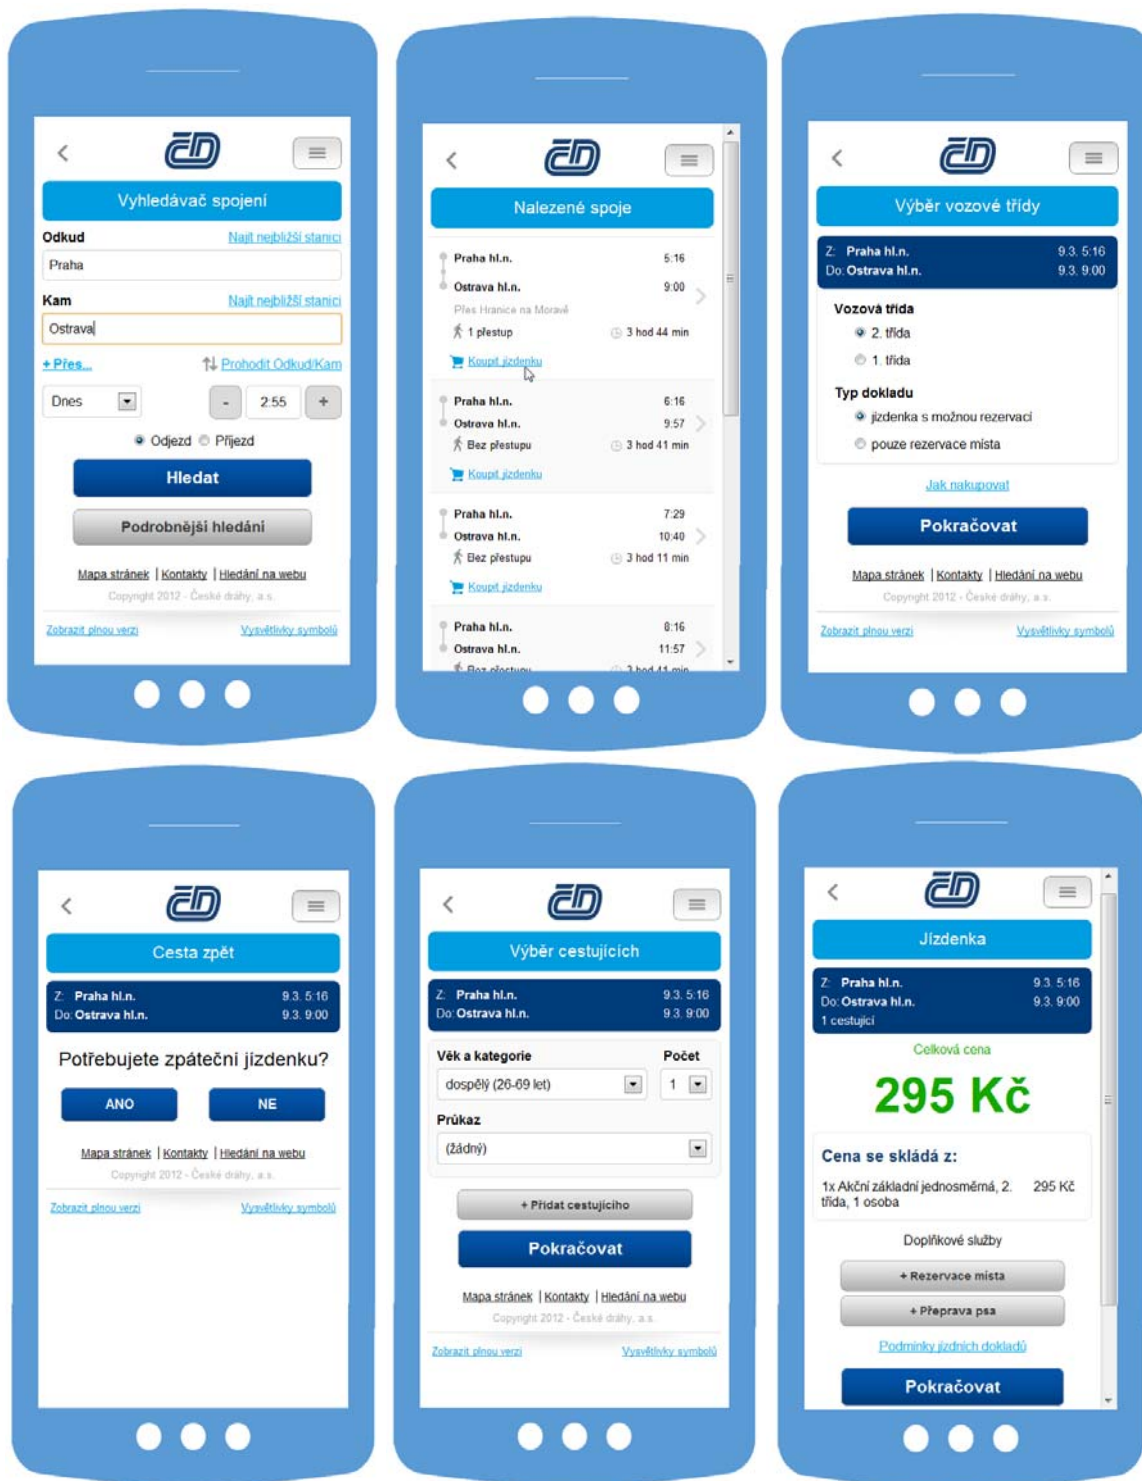 ČD
Vyhledávač spojení
Odkud Najít nejbližší stanici
Praha
Kam Najít nejbližší stanici
Ostrava
+ Přes... Prohodit Odkud/Kam
Dnes - 2:55 +
Odjezd Příjezd
Hledat
Podrobnější hledání
Mapa stránek | Kontakty | Hledání na webu
Copyright 2012 - České dráhy, a.s.
Zobrazit plnou verzi Vysvětlivky symbolů
ČD
Nalezené spoje
Praha hl.n. 5:16
Ostrava hl.n. 9:00
Přes Hranice na Moravě
1 přestup 3 hod 44 min
Koupit jízdenku
Praha hl.n. 6:16
Ostrava hl.n. 9:57
Bez přestupu 3 hod 41 min
Koupit jízdenku
Praha hl.n. 7:29
Ostrava hl.n. 10:40
Bez přestupu 3 hod 11 min
Koupit jízdenku
Praha hl.n. 8:16
Ostrava hl.n. 11:57
Bez přestupu 3 hod 41 min
ČD
Výběr vozové třídy
Z: Praha hl.n. 9.3. 5:16
Do: Ostrava hl.n. 9.3. 9:00
Vozová třída
2. třída
1. třída
Typ dokladu
jízdenka s možnou rezervací
pouze rezervace místa
Jak nakupovat
Pokračovat
Mapa stránek | Kontakty | Hledání na webu
Copyright 2012 - České dráhy, a.s.
Zobrazit plnou verzi Vysvětlivky symbolů
ČD
Cesta zpět
Z: Praha hl.n. 9.3. 5:16
Do: Ostrava hl.n. 9.3. 9:00
Potřebujete zpáteční jízdenku?
ANO NE
Mapa stránek | Kontakty | Hledání na webu
Copyright 2012 - České dráhy, a.s.
Zobrazit plnou verzi Vysvětlivky symbolů
ČD
Výběr cestujících
Z: Praha hl.n. 9.3. 5:16
Do: Ostrava hl.n. 9.3. 9:00
Věk a kategorie Počet
dospělý (26-69 let) 1
Průkaz
(žádný)
+ Přidat cestujícího
Pokračovat
Mapa stránek | Kontakty | Hledání na webu
Copyright 2012 - České dráhy, a.s.
Zobrazit plnou verzi Vysvětlivky symbolů
ČD
Jízdenka
Z: Praha hl.n. 9.3. 5:16
Do: Ostrava hl.n. 9.3. 9:00
1 cestující
Celková cena
295 Kč
Cena se skládá z:
1x Akční základní jednosměrná, 2. 295 Kč
třída, 1 osoba
Doplňkové služby
+ Rezervace místa
+ Přeprava psa
Podmínky jízdních dokladů
Pokračovat